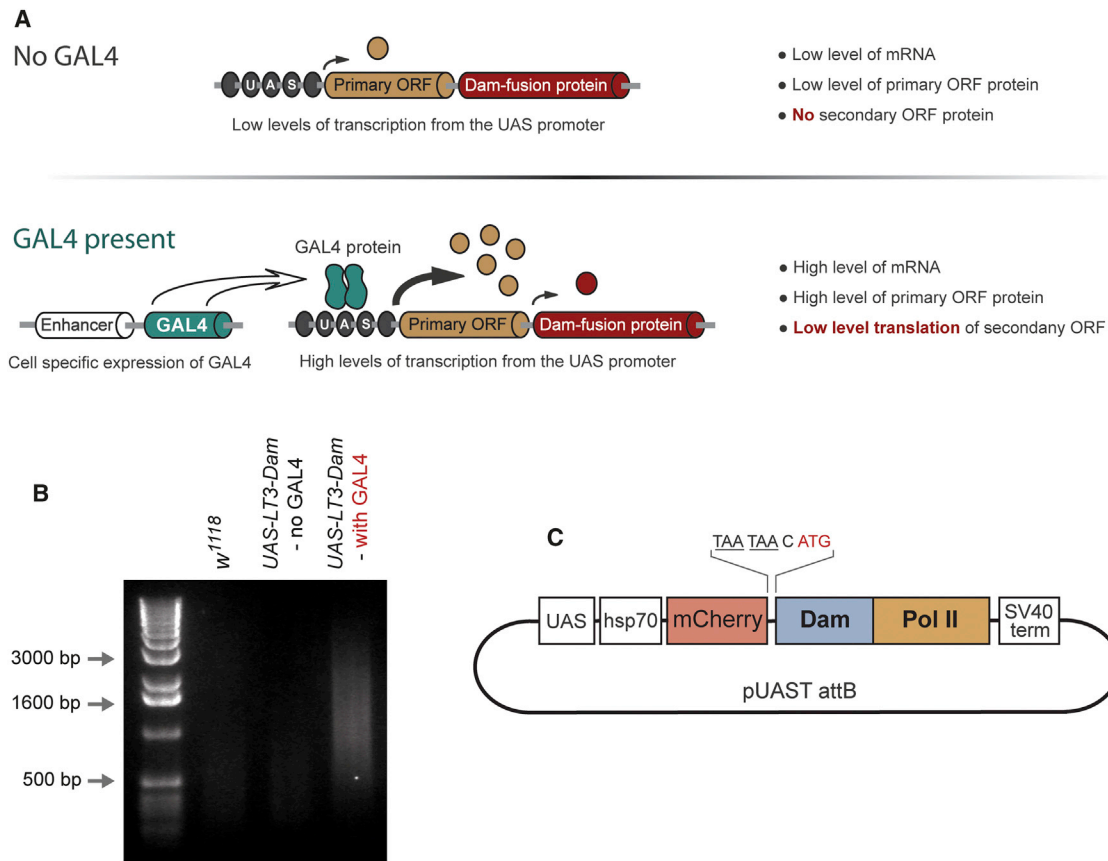 A
No GAL4
U A S
Primary ORF
Dam-fusion protein
Low levels of transcription from the UAS promoter
● Low level of mRNA
● Low level of primary ORF protein
● No secondary ORF protein
GAL4 present
GAL4 protein
Enhancer
GAL4
U A S
Primary ORF
Dam-fusion protein
Cell specific expression of GAL4
High levels of transcription from the UAS promoter
● High level of mRNA
● High level of primary ORF protein
● Low level translation of secondany ORF
B
w1118
UAS-LT3-Dam
- no GAL4
UAS-LT3-Dam
- with GAL4
3000 bp
1600 bp
500 bp
C
TAA TAA C ATG
UAS
hsp70
mCherry
Dam
Pol II
SV40
term
pUAST attB